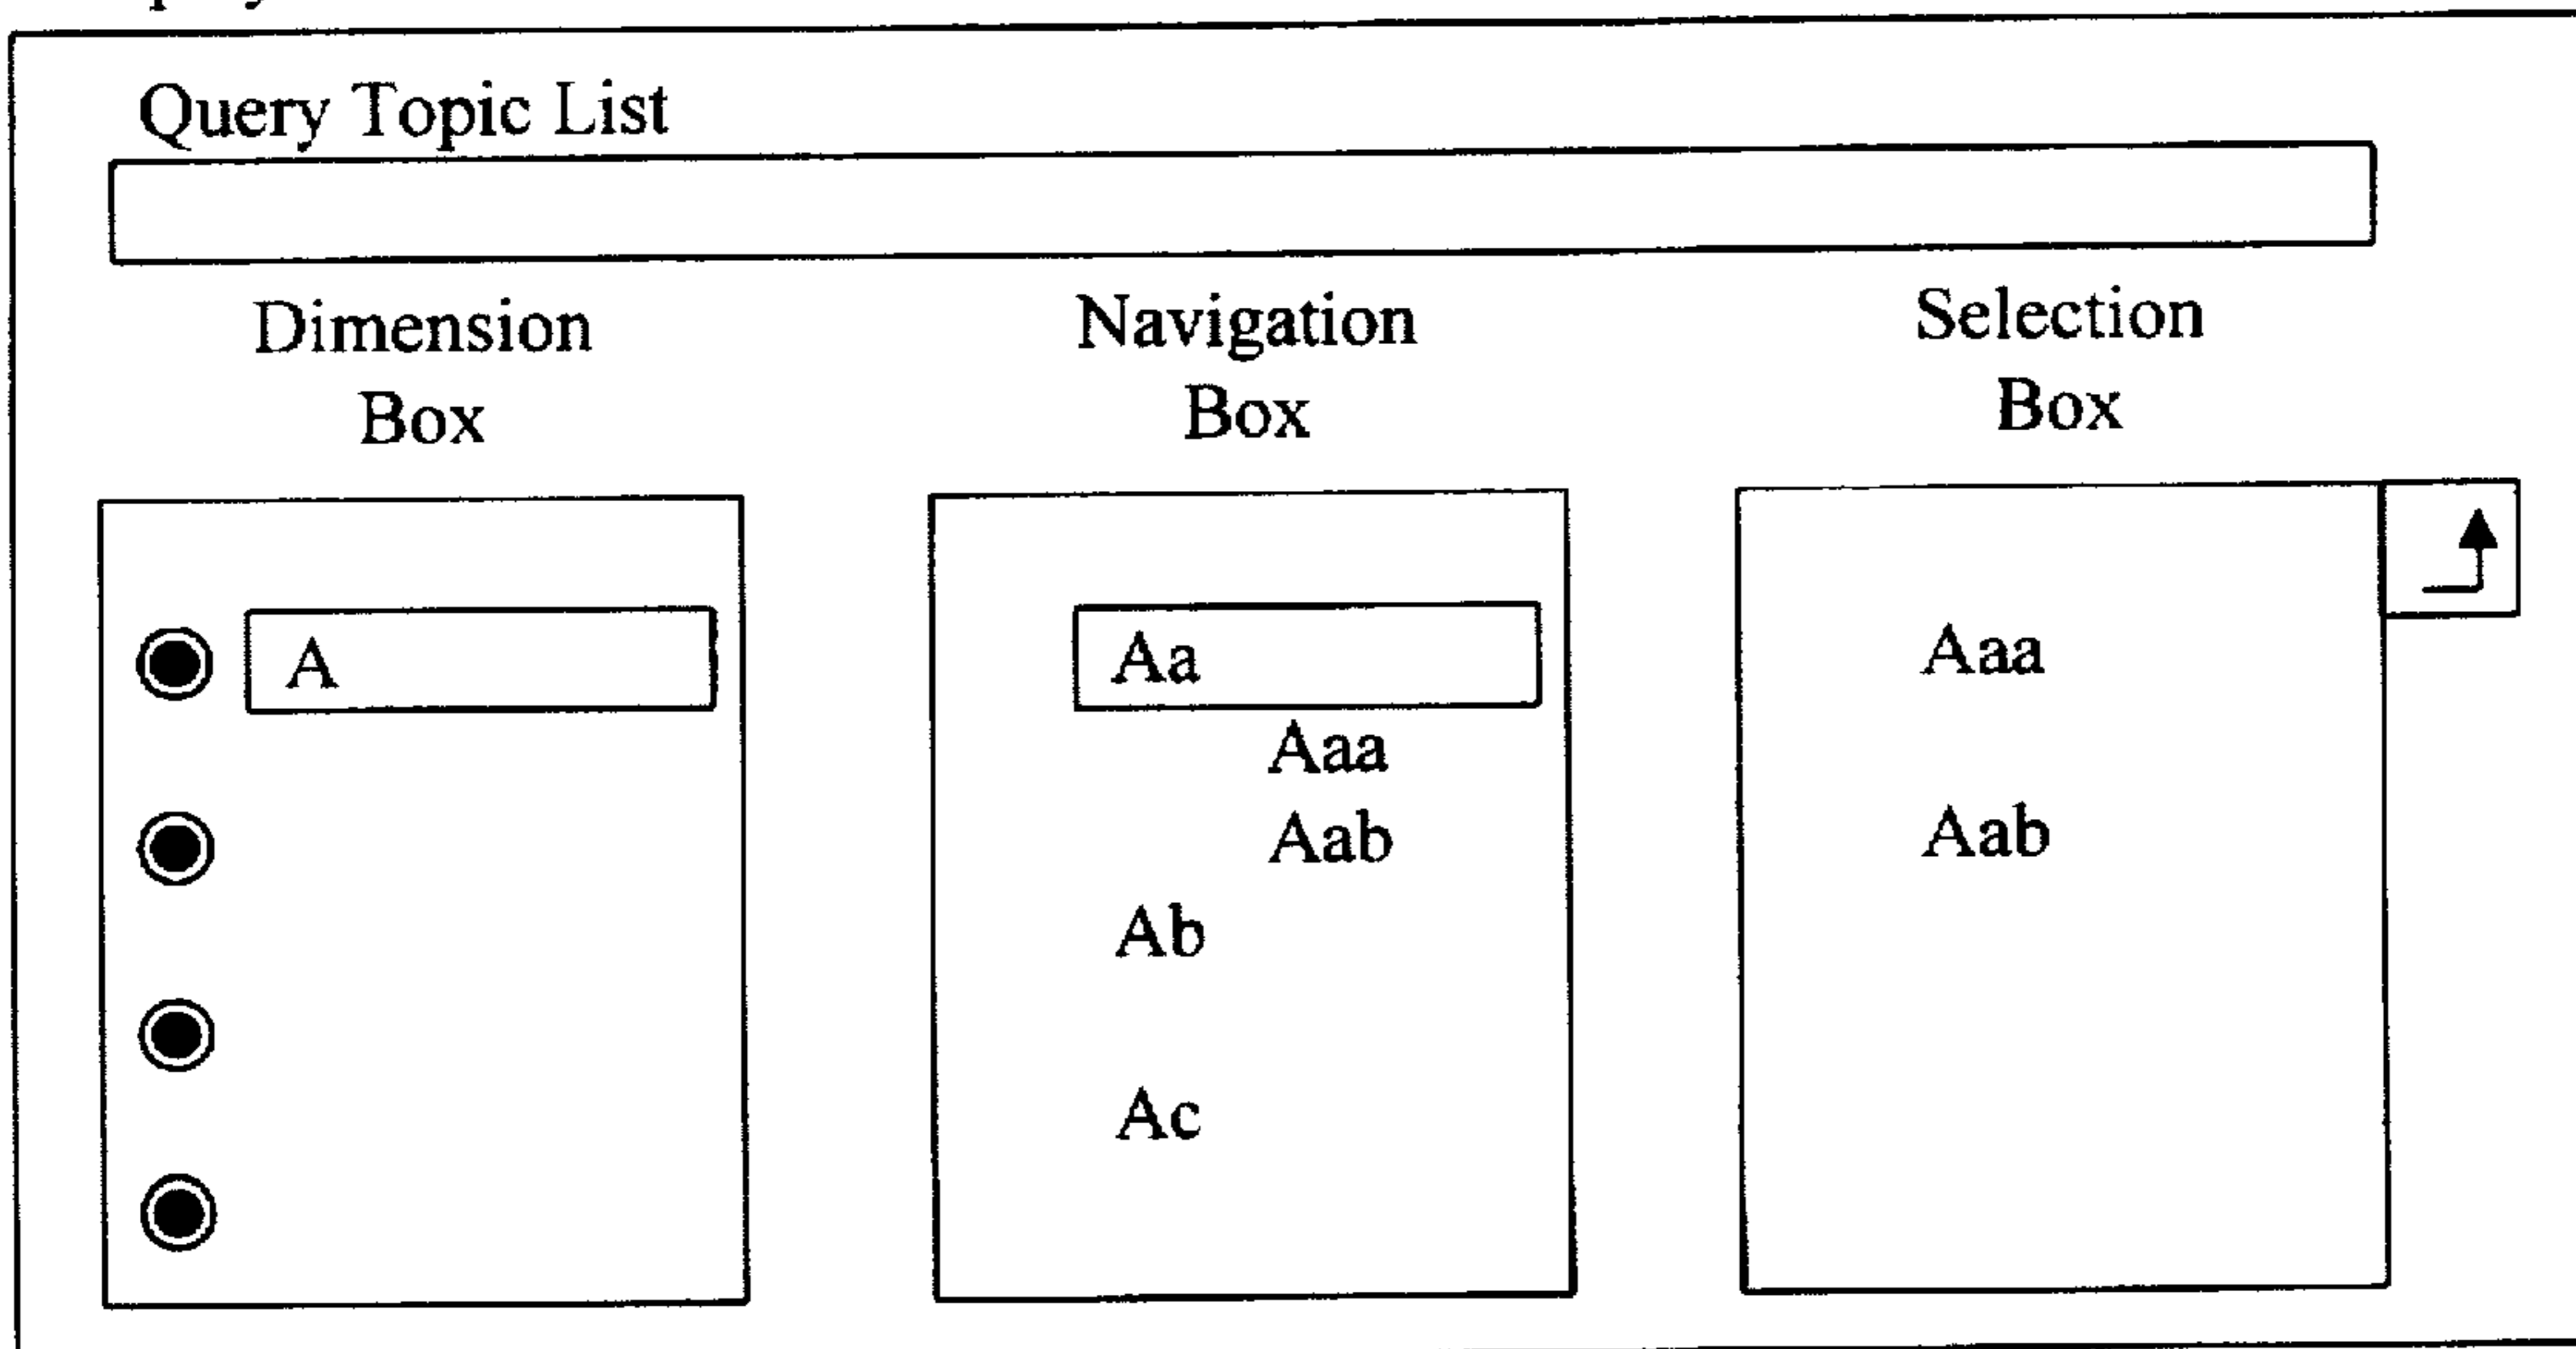 Query Topic List
Dimension
Box
Navigation
Box
Selection
Box
A
Aa
Aaa
Aab
Ab
Ac
Aaa
Aab